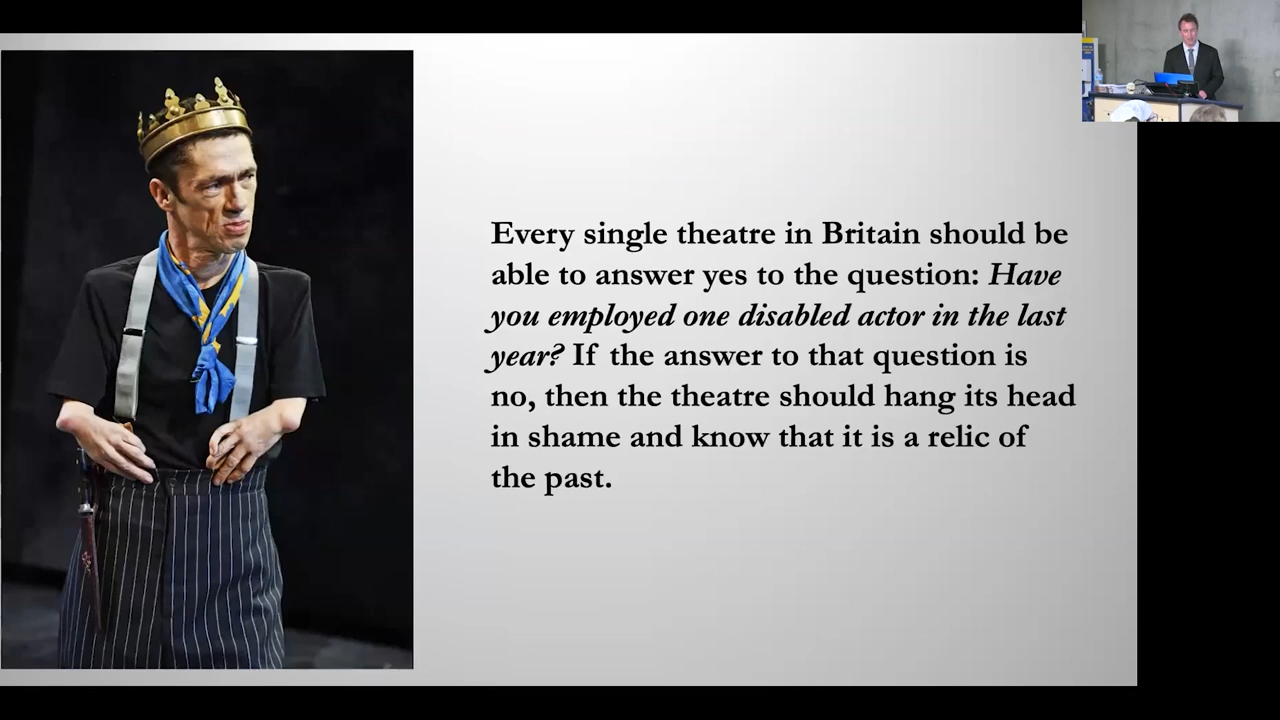 Every single theatre in Britain should be
able to answer yes to the question: Have
you employed one disabled actor in the last
year? If the answer to that question is
no, then the theatre should hang its head
in shame and know that it is a relic of
the past.